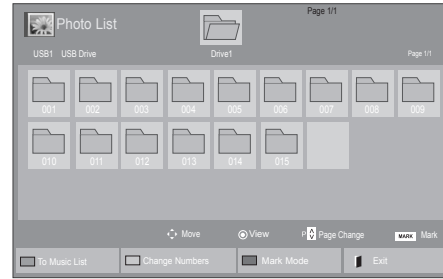 Page 1/1
Photo List
USB1 USB Drive Drive1 Page 1/1
001 002 003 004 005 006 007 008 009
010 011 012 013 014 015
Move View P Page Change MARK Mark
To Music List Change Numbers Mark Mode Exit